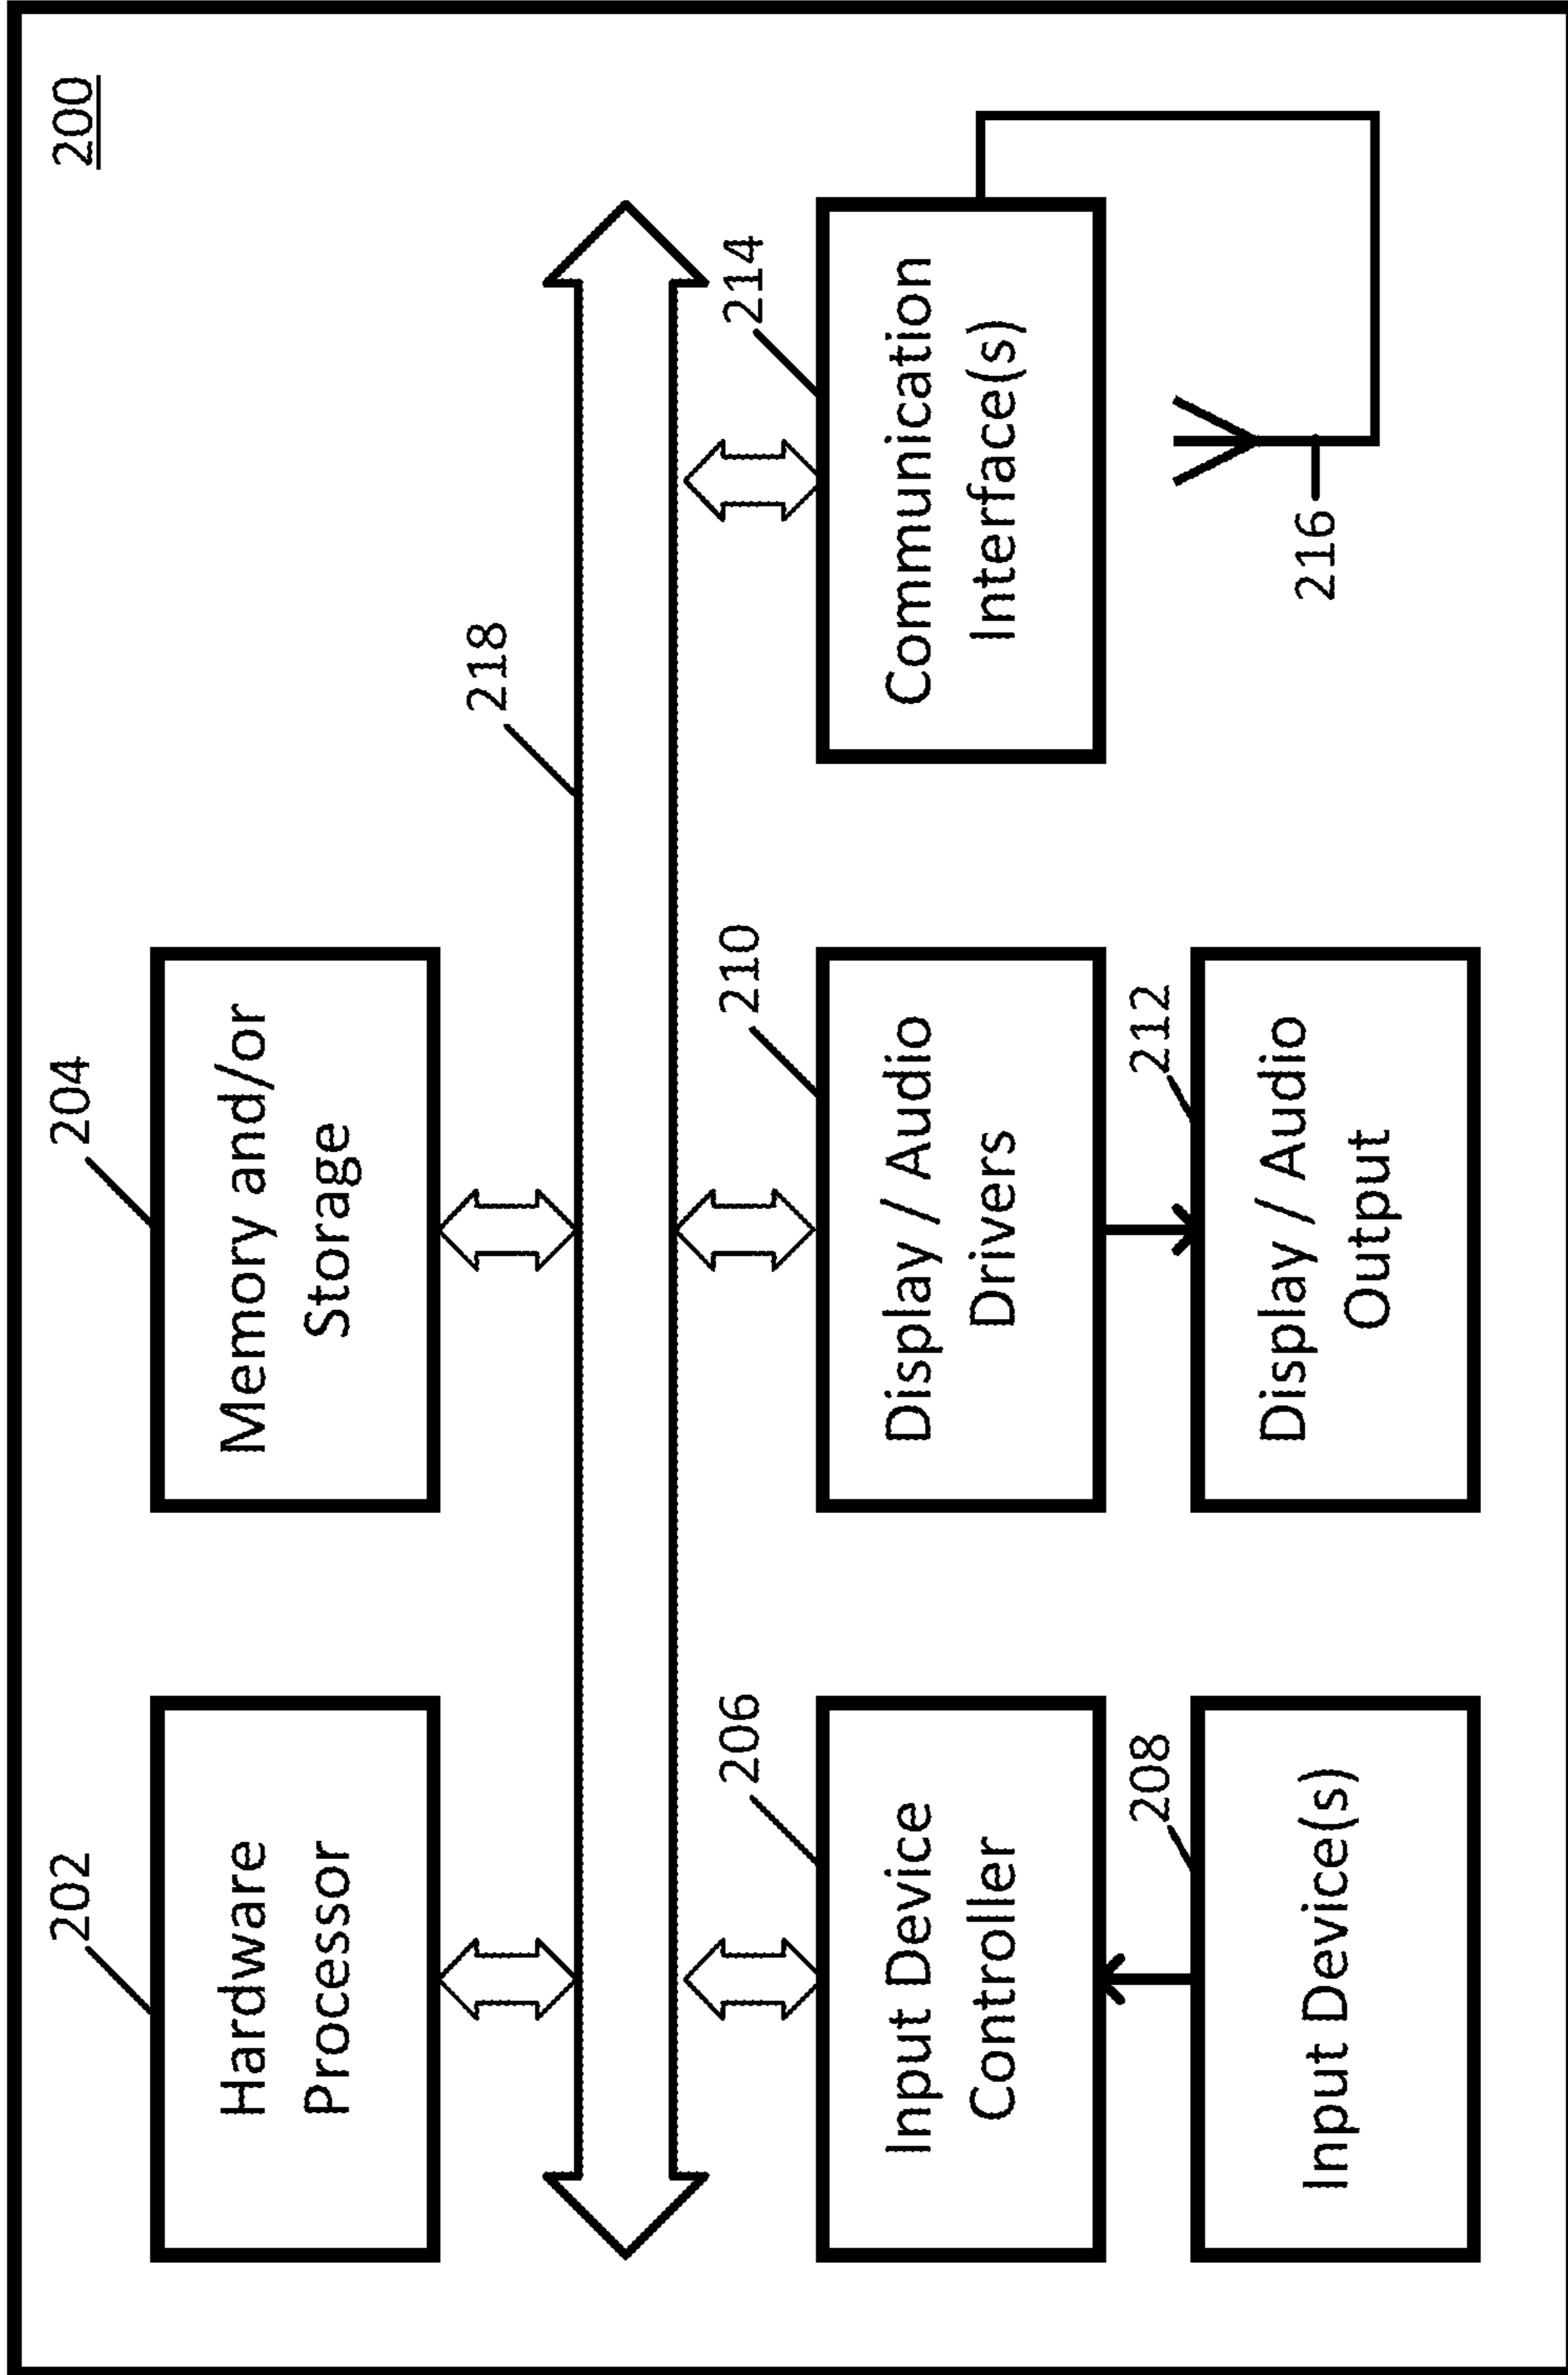 200
202
204
Hardware
Processor
Memory and/or
Storage
218
206
210
214
Input Device
Controller
Display / Audio
Drivers
Communication
Interface(s)
208
212
Input Device(s)
Display / Audio
Output
216